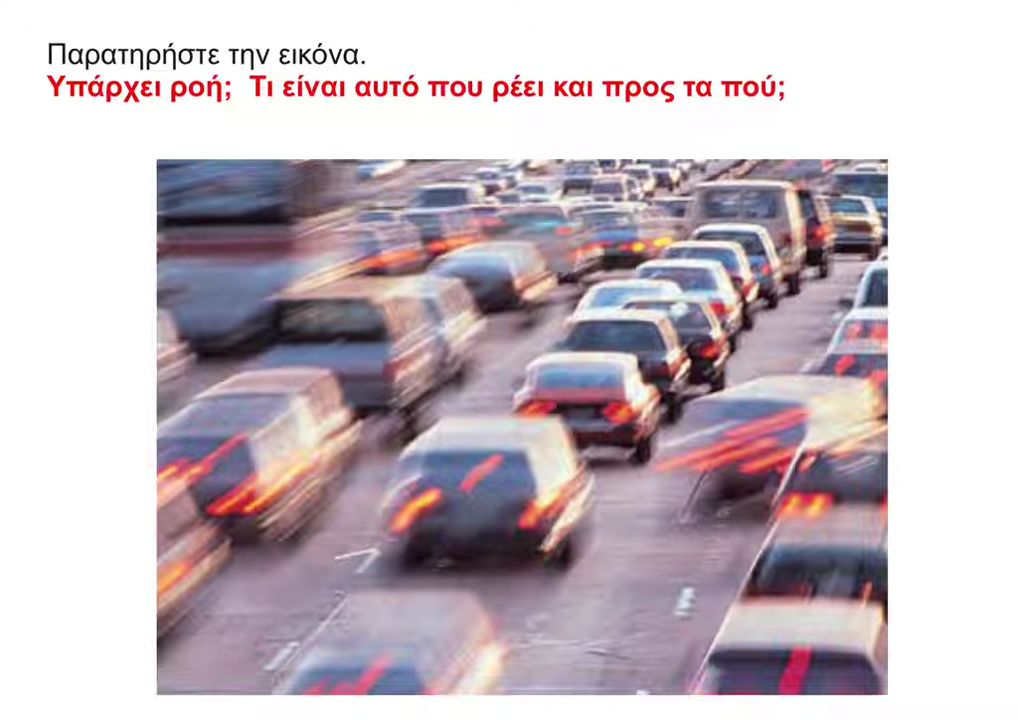 Παρατηρήστε την εικόνα.
Υπάρχει ροή;  Τι είναι αυτό που ρέει και προς τα πού;